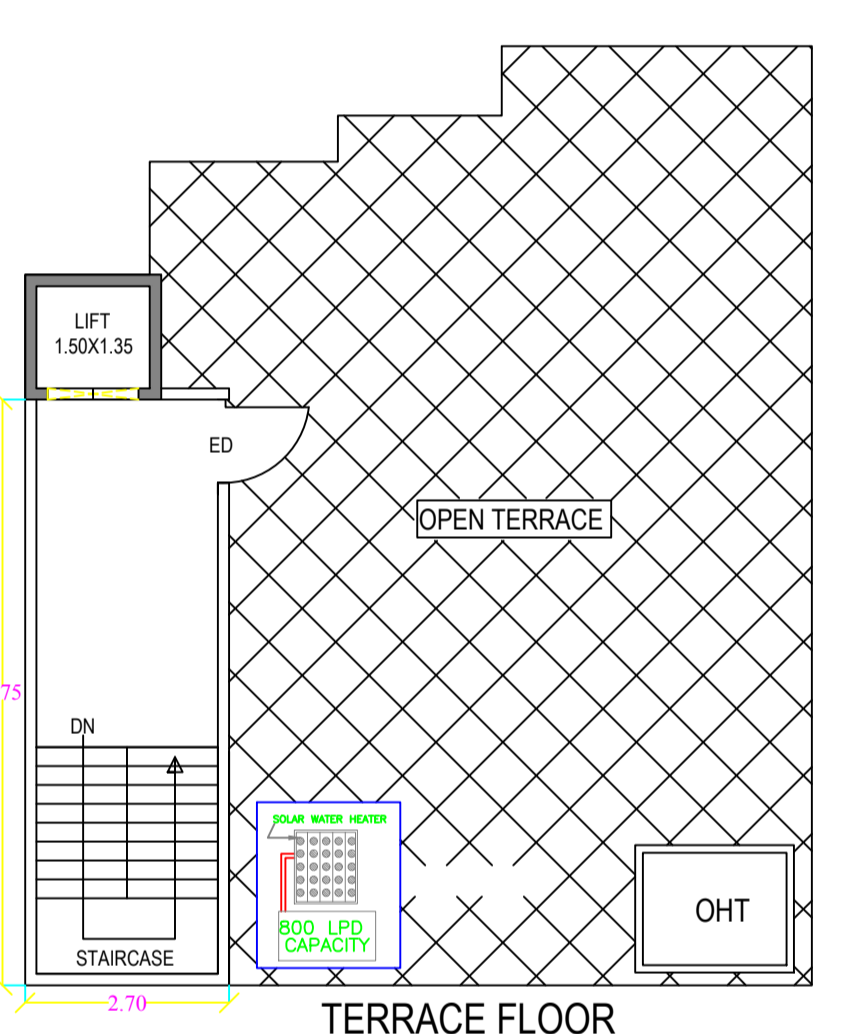 LIFT
1.50X1.35
ED
OPEN TERRACE
75
DN
SOLAR WATER HEATER
800 LPD
CAPACITY
OHT
STAIRCASE
2.70
TERRACE FLOOR